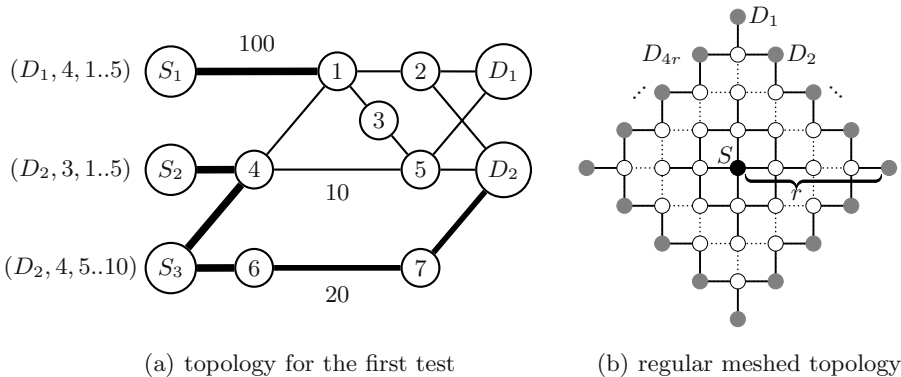 100
(D₁, 4, 1..5) S₁ 1 2 D₁
3
(D₂, 3, 1..5) S₂ 4 5 D₂
10
(D₂, 4, 5..10) S₃ 6 7
20
(a) topology for the first test
D₁
D₄ᵣ D₂
⋰ ⋱
S
r
(b) regular meshed topology